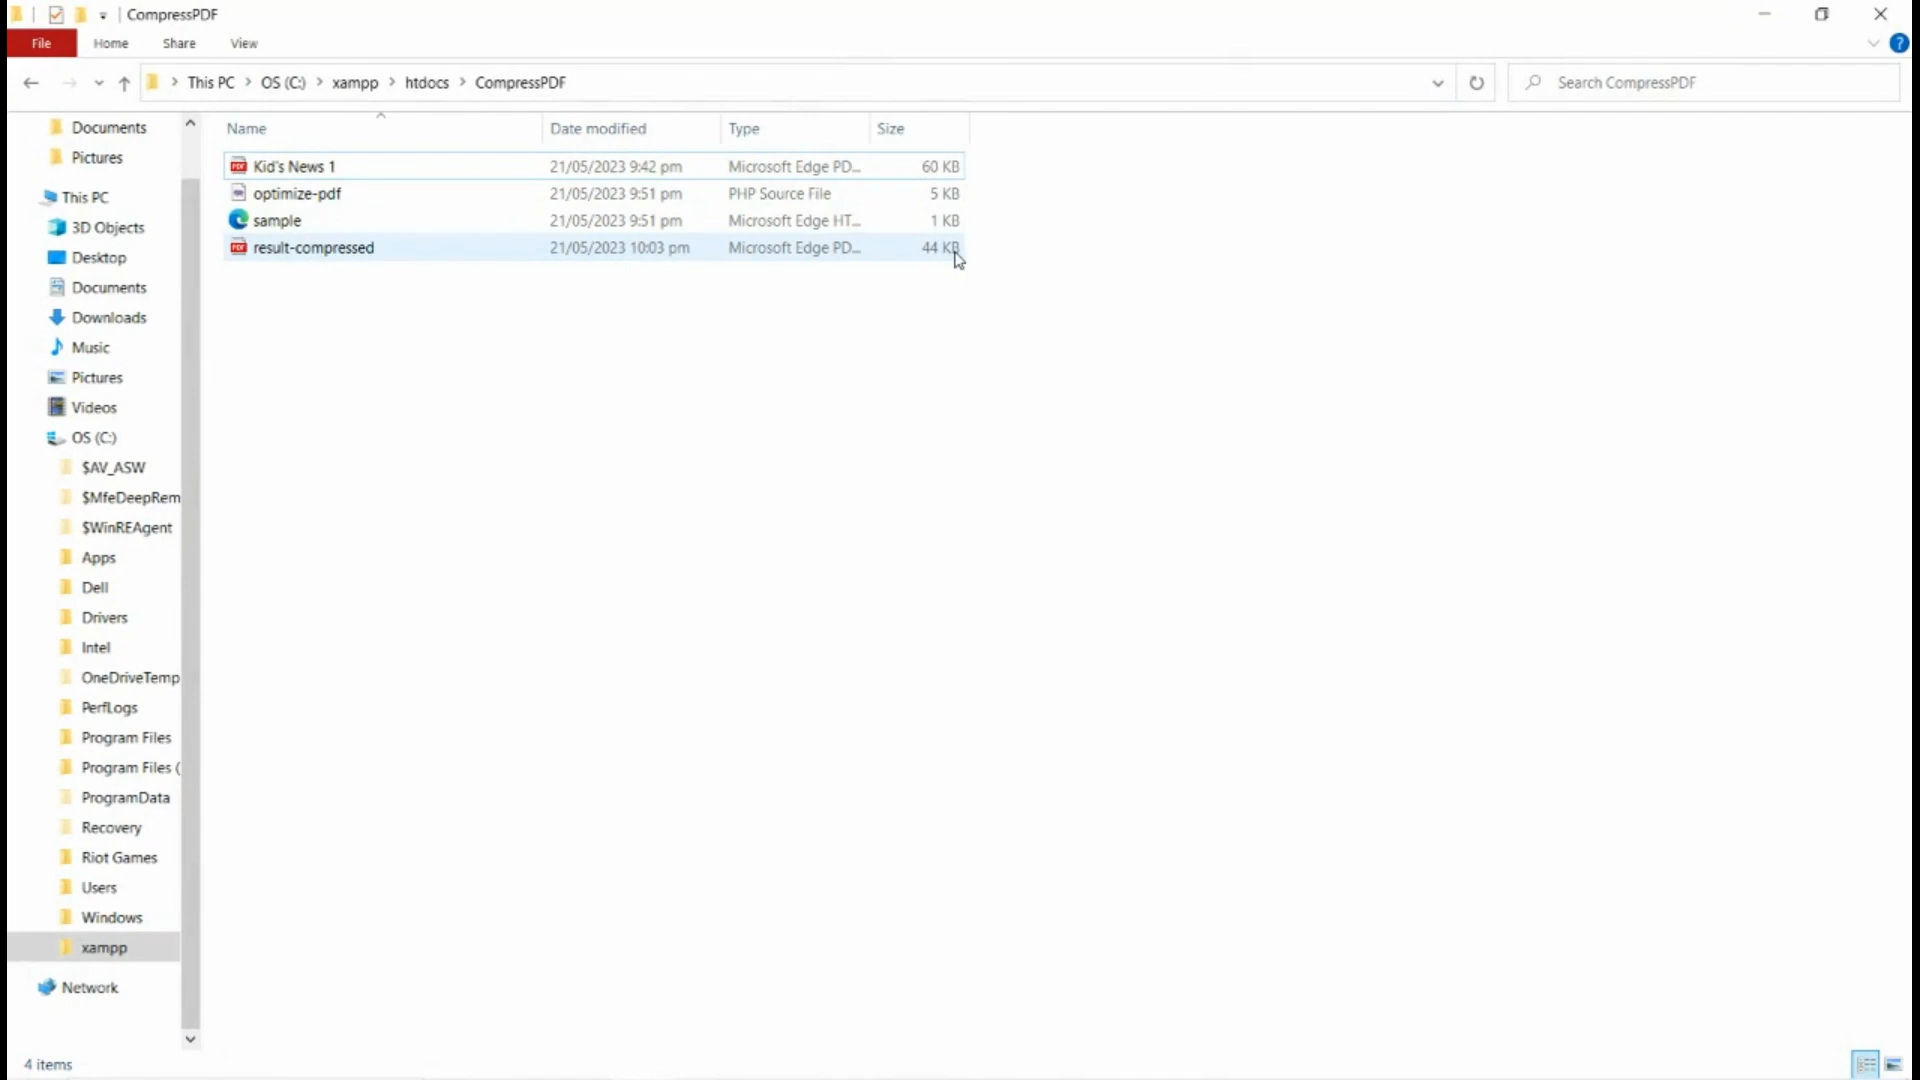 CompressPDF
File Home Share View
This PC OS (C:) xampp htdocs CompressPDF
Search CompressPDF
Name Date modified Type Size
Kid's News 1 21/05/2023 9:42 pm Microsoft Edge PD... 60 KB
optimize-pdf 21/05/2023 9:51 pm PHP Source File 5 KB
sample 21/05/2023 9:51 pm Microsoft Edge HT... 1 KB
result-compressed 21/05/2023 10:03 pm Microsoft Edge PD... 44 KB
Documents
Pictures
This PC
3D Objects
Desktop
Documents
Downloads
Music
Pictures
Videos
OS (C:)
$AV_ASW
$MfeDeepRem
$WinREAgent
Apps
Dell
Drivers
Intel
OneDriveTemp
PerfLogs
Program Files
Program Files (
ProgramData
Recovery
Riot Games
Users
Windows
xampp
Network
4 items